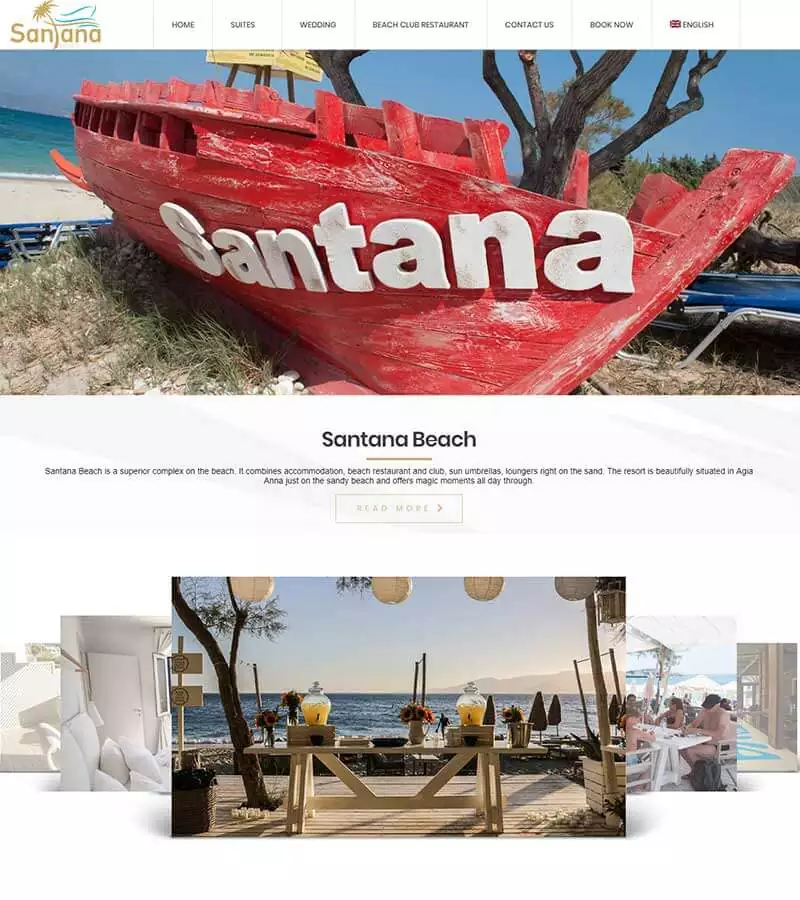 Santana
HOME
SUITES
WEDDING
BEACH CLUB RESTAURANT
CONTACT US
BOOK NOW
ENGLISH
Santana
Santana Beach
Santana Beach is a superior complex on the beach. It combines accommodation, beach restaurant and club, sun umbrellas, loungers right on the sand. The resort is beautifully situated in Agia
Anna just on the sandy beach and offers magic moments all day through.
READ MORE